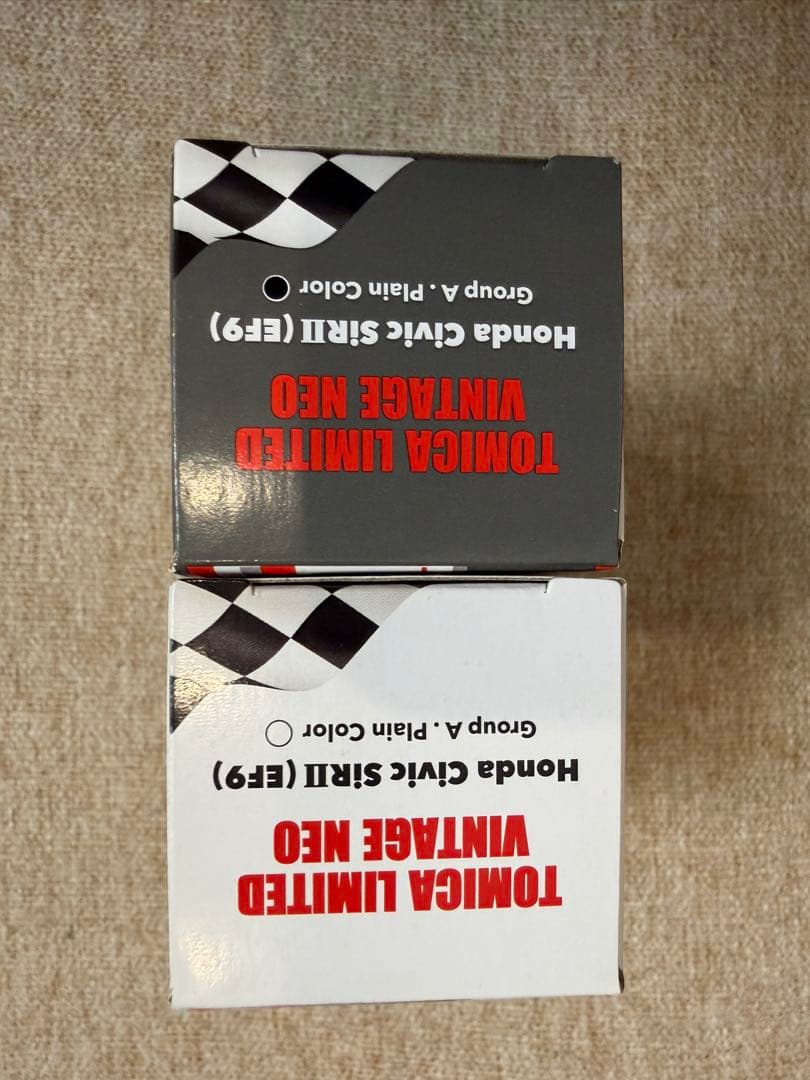 TOMICA LIMITED
VINTAGE NEO
Honda Civic SiRII (EF9)
Group A . Plain Color
TOMICA LIMITED
VINTAGE NEO
Honda Civic SiRII (EF9)
Group A . Plain Color